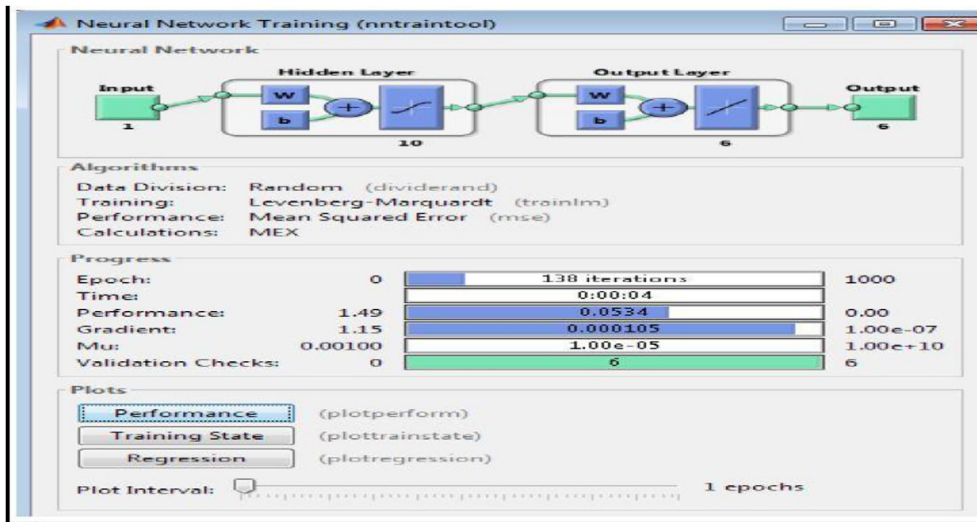 Neural Network Training (nntraintool)
Neural Network
Hidden Layer Output Layer
Input Output
W W
b b
+ +
1 10 6 6
Algorithms
Data Division: Random (dividerand)
Training: Levenberg-Marquardt (trainlm)
Performance: Mean Squared Error (mse)
Calculations: MEX
Progress
Epoch: 0 138 iterations 1000
Time: 0:00:04
Performance: 1.49 0.0534 0.00
Gradient: 1.15 0.000105 1.00e-07
Mu: 0.00100 1.00e-05 1.00e+10
Validation Checks: 0 6 6
Plots
Performance (plotperform)
Training State (plottrainstate)
Regression (plotregression)
Plot Interval: 1 epochs